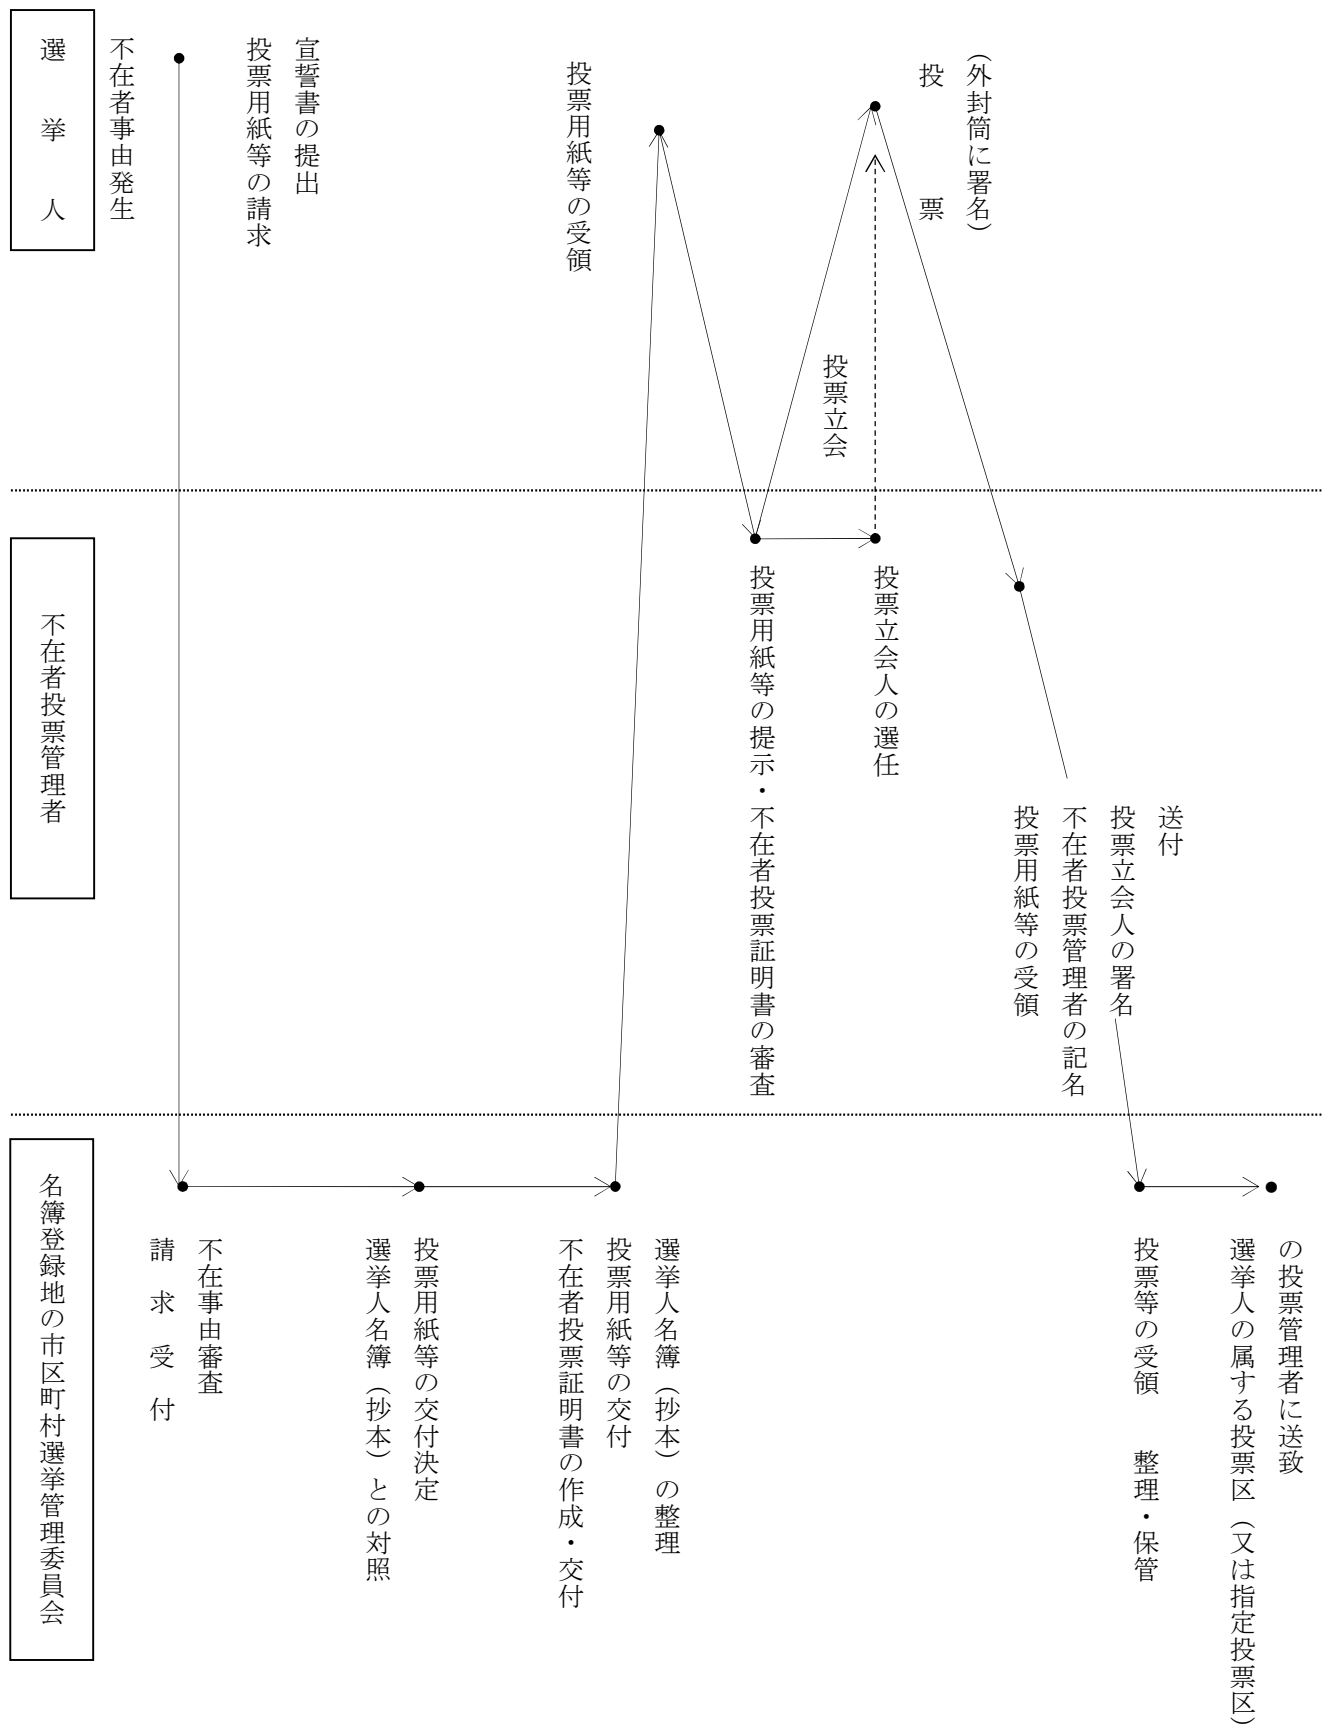 選挙人
不在者事由発生
投票用紙等の請求
宣誓書の提出
投票用紙等の受領
投票
（外封筒に署名）
投票立会
不在者投票管理者
投票用紙等の提示・不在者投票証明書の審査
投票立会人の選任
投票用紙等の受領
不在者投票管理者の記名
投票立会人の署名
送付
名簿登録地の市区町村選挙管理委員会
請求受付
不在事由審査
選挙人名簿（抄本）との対照
投票用紙等の交付決定
不在者投票証明書の作成・交付
投票用紙等の交付
選挙人名簿（抄本）の整理
投票等の受領　整理・保管
選挙人の属する投票区（又は指定投票区）
の投票管理者に送致